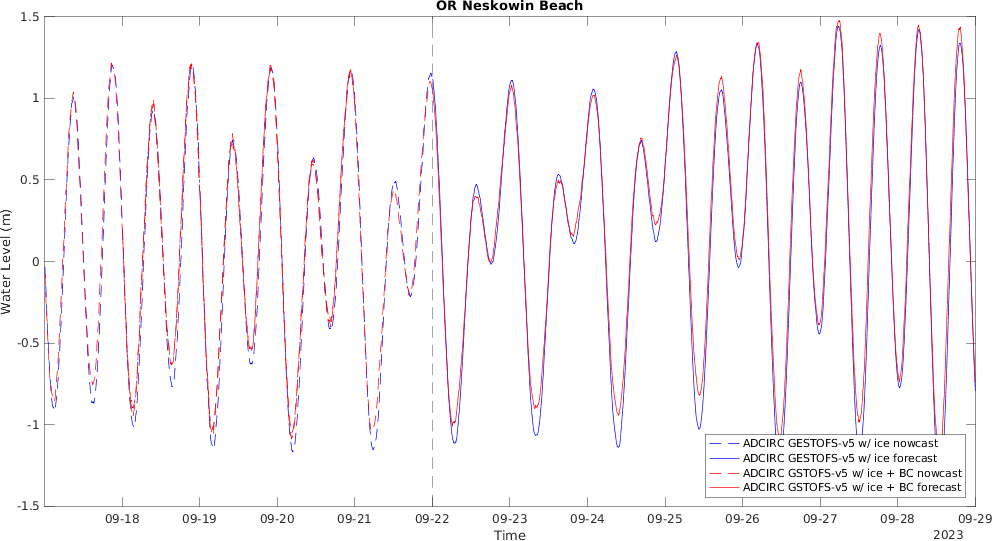 OR Neskowin Beach
1.5
1
0.5
0
-0.5
-1
-1.5
Water Level (m)
09-18 09-19 09-20 09-21 09-22 09-23 09-24 09-25 09-26 09-27 09-28 09-29
Time
2023
ADCIRC GESTOFS-v5 w/ ice nowcast
ADCIRC GESTOFS-v5 w/ ice forecast
ADCIRC GSTOFS-v5 w/ ice + BC nowcast
ADCIRC GSTOFS-v5 w/ ice + BC forecast